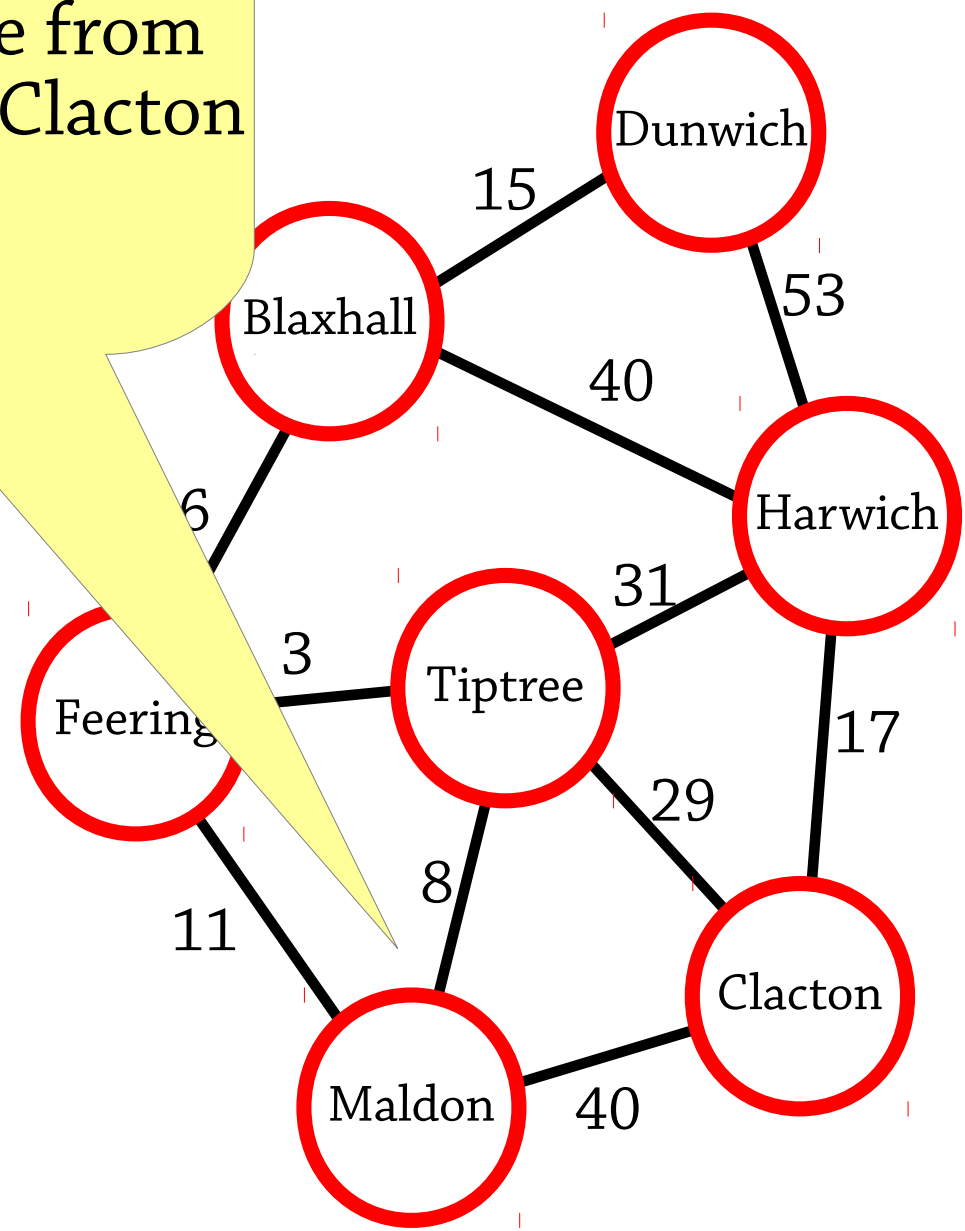 from
Clacton
Dunwich
15
53
Blaxhall
40
Harwich
6
31
3
Tiptree
Feering
17
29
8
11
Clacton
Maldon
40